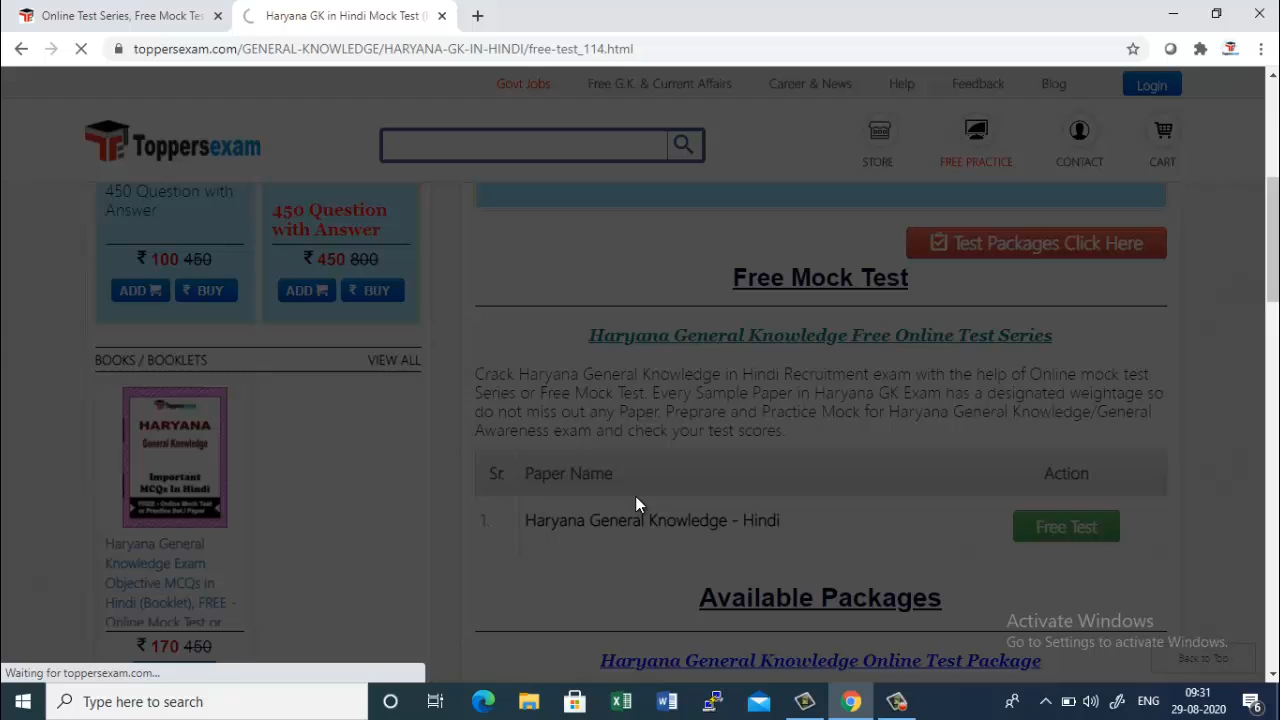 Online Test Series, Free Mock Tes
Haryana GK in Hindi Mock Test (
toppersexam.com/GENERAL-KNOWLEDGE/HARYANA-GK-IN-HINDI/free-test_114.html
Govt Jobs
Free G.K. & Current Affairs
Career & News
Help
Feedback
Blog
Login
Toppersexam
STORE
FREE PRACTICE
CONTACT
CART
450 Question with
Answer
₹ 100 450
ADD
₹ BUY
450 Question
with Answer
₹ 450 800
ADD
₹ BUY
BOOKS / BOOKLETS
VIEW ALL
Toppersexam
HARYANA
General Knowledge
Important
MCQs In Hindi
Haryana General
Knowledge Exam
Objective MCQs in
Hindi (Booklet), FREE -
Online Mock Test or
₹ 170 450
Test Packages Click Here
Free Mock Test
Haryana General Knowledge Free Online Test Series
Crack Haryana General Knowledge in Hindi Recruitment exam with the help of Online mock test
Series or Free Mock Test. Every Sample Paper in Haryana GK Exam has a designated weightage so
do not miss out any Paper. Preprare and Practice Mock for Haryana General Knowledge/General
Awareness exam and check your test scores.
Sr.
Paper Name
Action
1.
Haryana General Knowledge - Hindi
Free Test
Available Packages
Haryana General Knowledge Online Test Package
Activate Windows
Go to Settings to activate Windows.
Back to Top
Waiting for toppersexam.com...
Type here to search
ENG
09:31
29-08-2020
6